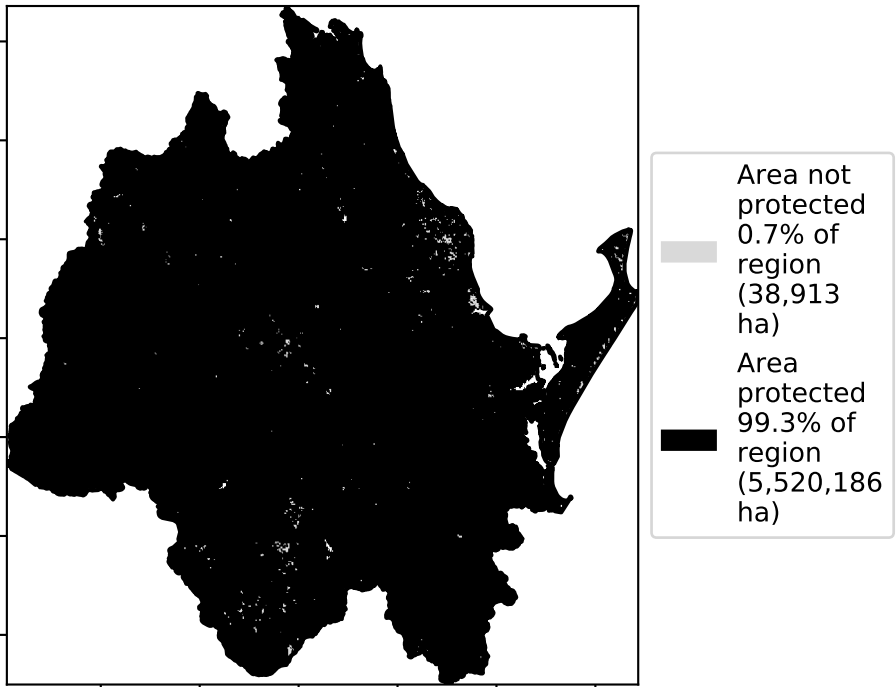 Area not
protected
0.7% of
region
(38,913
ha)
Area
protected
99.3% of
region
(5,520,186
ha)